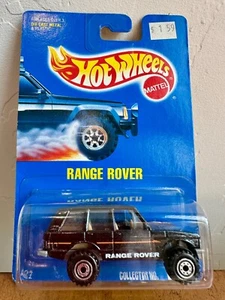 $1.59
Hot Wheels
MATTEL
RANGE ROVER
RANGE ROVER
COLLECTOR NO.